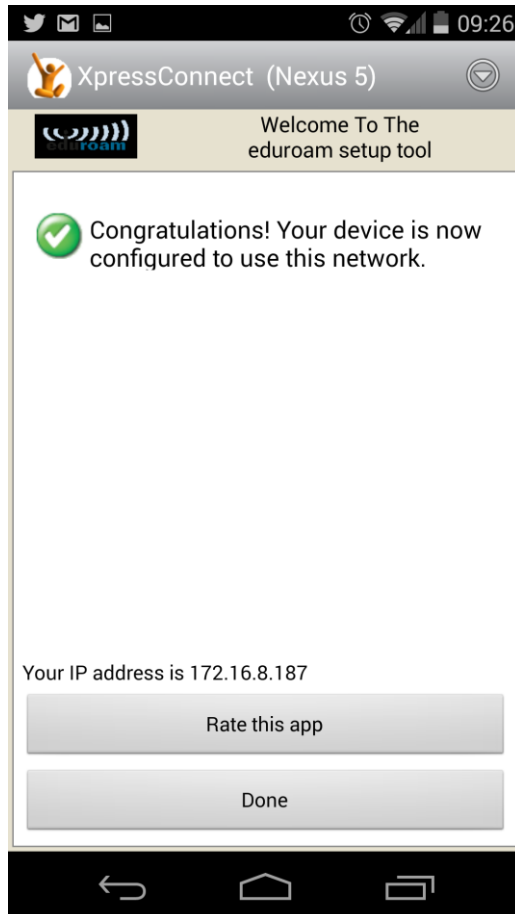 09:26
XpressConnect (Nexus 5)
eduroam
Welcome To The
eduroam setup tool
Congratulations! Your device is now
configured to use this network.
Your IP address is 172.16.8.187
Rate this app
Done